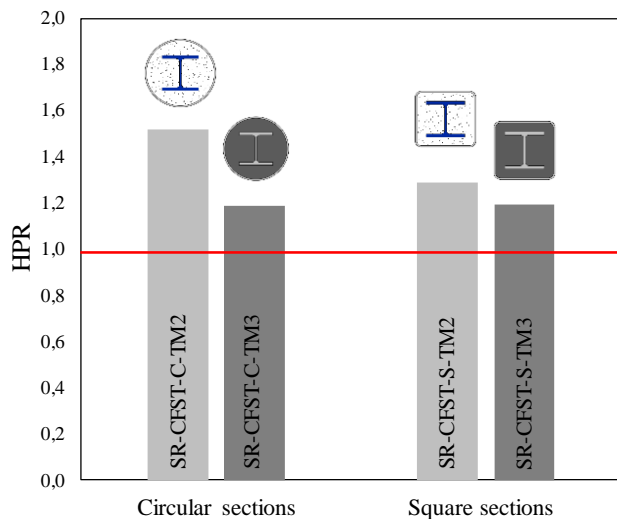 2,0
1,8
1,6
1,4
1,2
1,0
0,8
0,6
0,4
0,2
0,0
HPR
SR-CFST-C-TM2
SR-CFST-C-TM3
SR-CFST-S-TM2
SR-CFST-S-TM3
Circular sections
Square sections